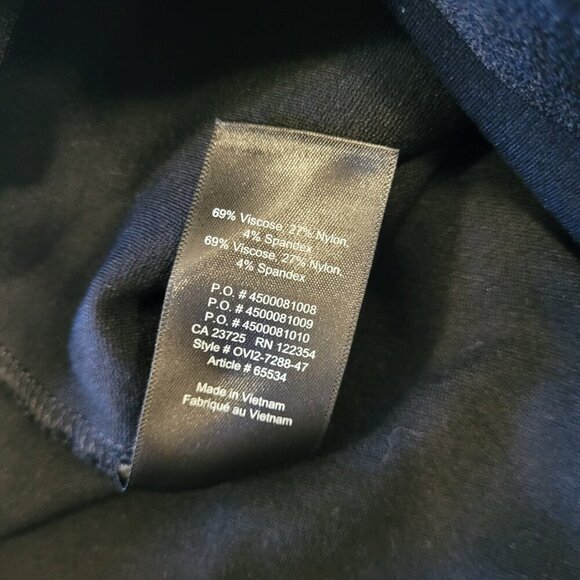 69% Viscose, 27% Nylon,
4% Spandex
69% Viscose, 27% Nylon,
4% Spandex
P.O. # 4500081008
P.O. # 4500081009
P.O. # 4500081010
CA 23725 RN 122354
Style # OVI2-7288-47
Article # 65534
Made in Vietnam
Fabriqué au Vietnam